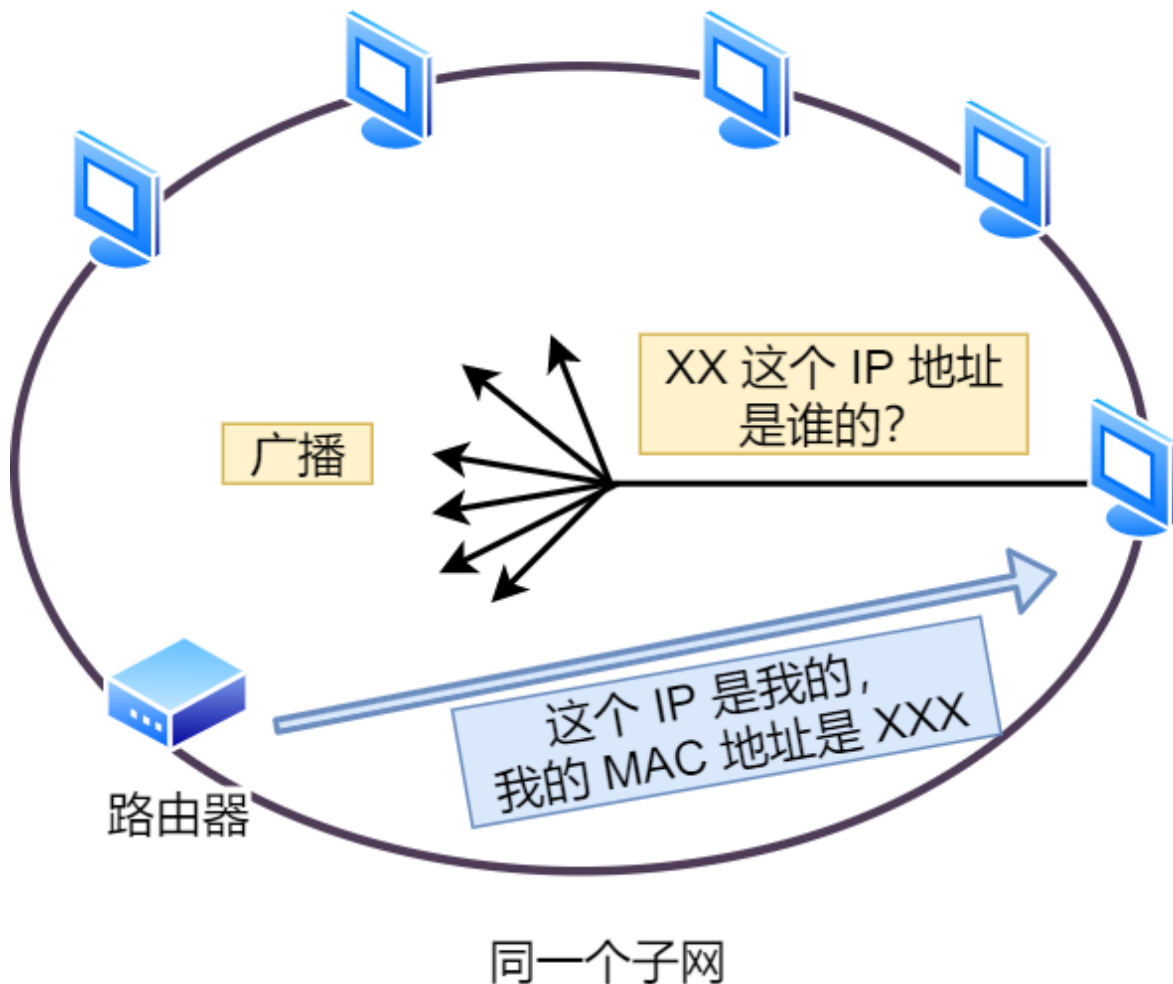 XX 这个 IP 地址
是谁的?
广播
这个 IP 是我的，
我的 MAC 地址是 XXX
路由器
同一个子网